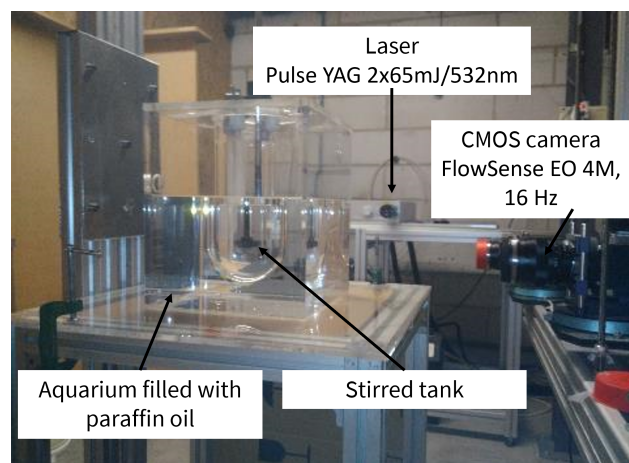 Laser
Pulse YAG 2x65mJ/532nm
CMOS camera
FlowSense EO 4M,
16 Hz
Aquarium filled with
paraffin oil
Stirred tank